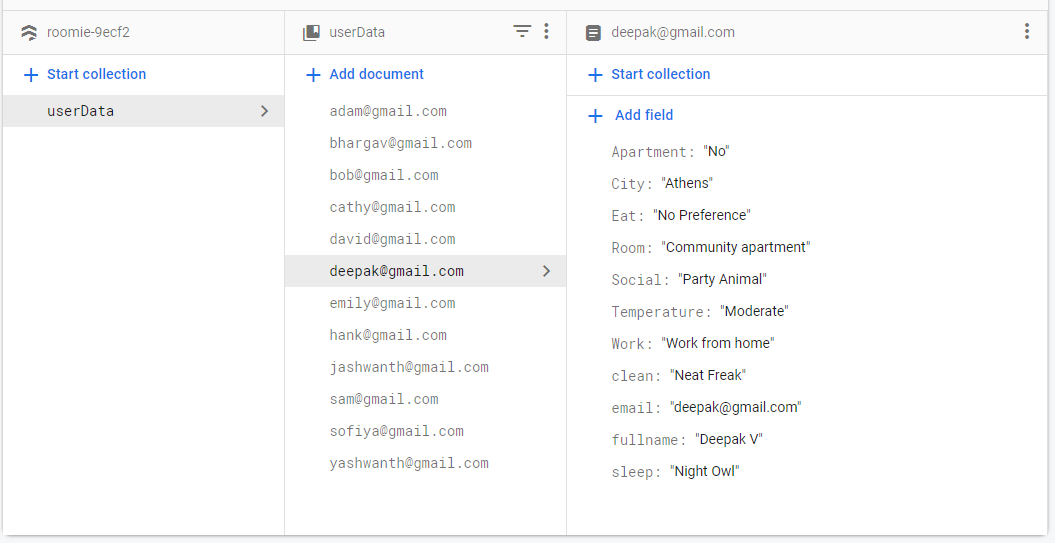 roomie-9ecf2
Start collection
userData
userData
Add document
adam@gmail.com
bhargav@gmail.com
bob@gmail.com
cathy@gmail.com
david@gmail.com
deepak@gmail.com
emily@gmail.com
hank@gmail.com
jashwanth@gmail.com
sam@gmail.com
sofiya@gmail.com
yashwanth@gmail.com
deepak@gmail.com
Start collection
Add field
Apartment: "No"
City: "Athens"
Eat: "No Preference"
Room: "Community apartment"
Social: "Party Animal"
Temperature: "Moderate"
Work: "Work from home"
clean: "Neat Freak"
email: "deepak@gmail.com"
fullname: "Deepak V"
sleep: "Night Owl"